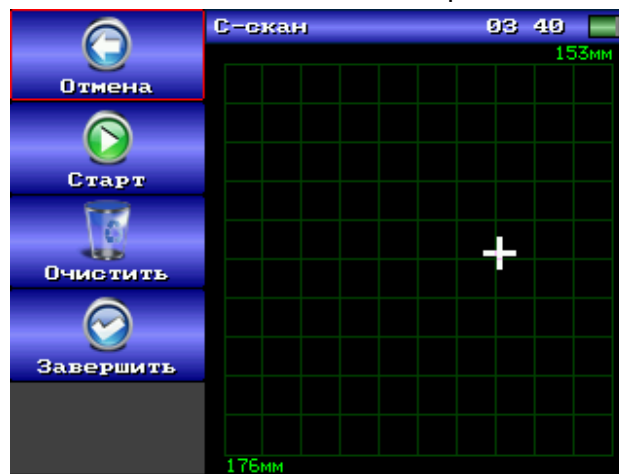 С-скан 03 40
153мм
Отмена
Старт
Очистить
Завершить
176мм